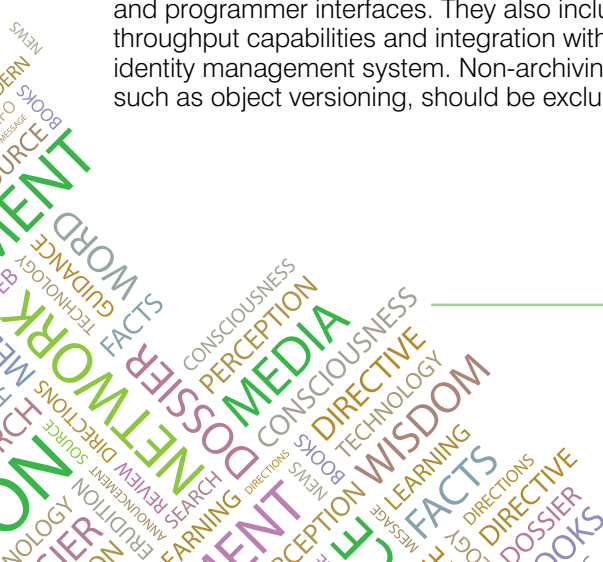 and programmer interfaces. They also inclu
throughput capabilities and integration with
identity management system. Non-archivin
such as object versioning, should be exclu
NEWS
BOOKS
MESSAGE
WORD
GUIDANCE
TECHNOLOGY
FACTS
CONSCIOUSNESS
PERCEPTION
MEDIA
DOSSIER
NETWORK
CONSCIOUSNESS
DIRECTIVE
TECHNOLOGY
WISDOM
BOOKS
NEWS
DIRECTIONS
SEARCH
REVIEW
ANNOUNCEMENT
DIRECTIONS
SOURCE
ERUDITION
LEARNING
MESSAGE
FACTS
DIRECTIONS
DIRECTIVE
DOSSIER